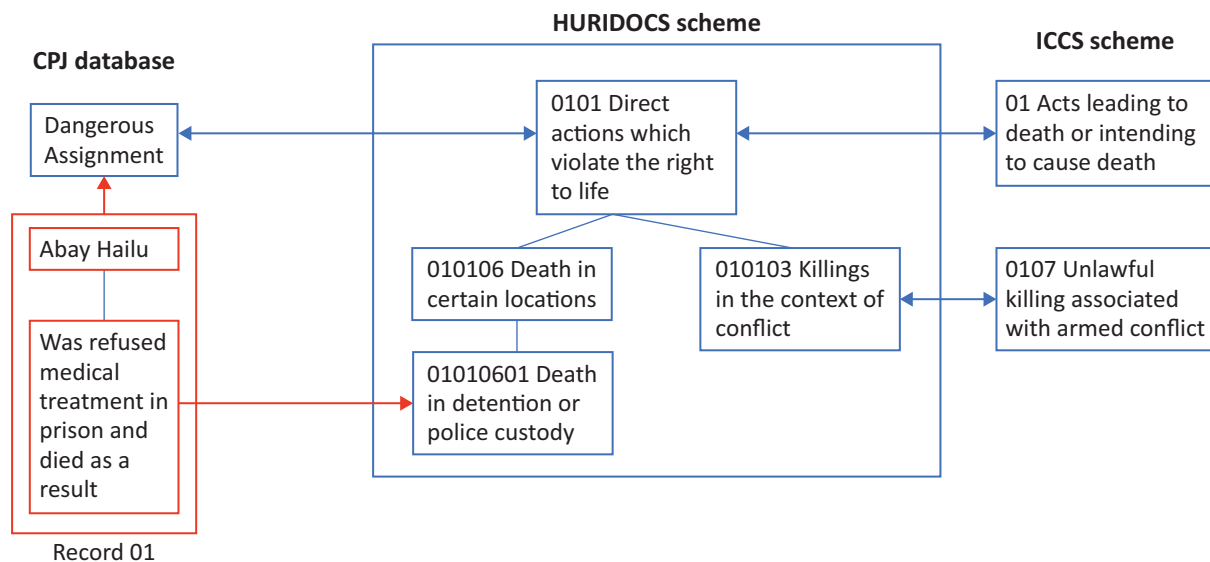 CPJ database
Dangerous
Assignment
Abay Hailu
Was refused
medical
treatment in
prison and
died as a
result
Record 01
HURIDOCS scheme
0101 Direct
actions which
violate the right
to life
010106 Death in
certain locations
010103 Killings
in the context of
conflict
01010601 Death
in detention or
police custody
ICCS scheme
01 Acts leading to
death or intending
to cause death
0107 Unlawful
killing associated
with armed conflict